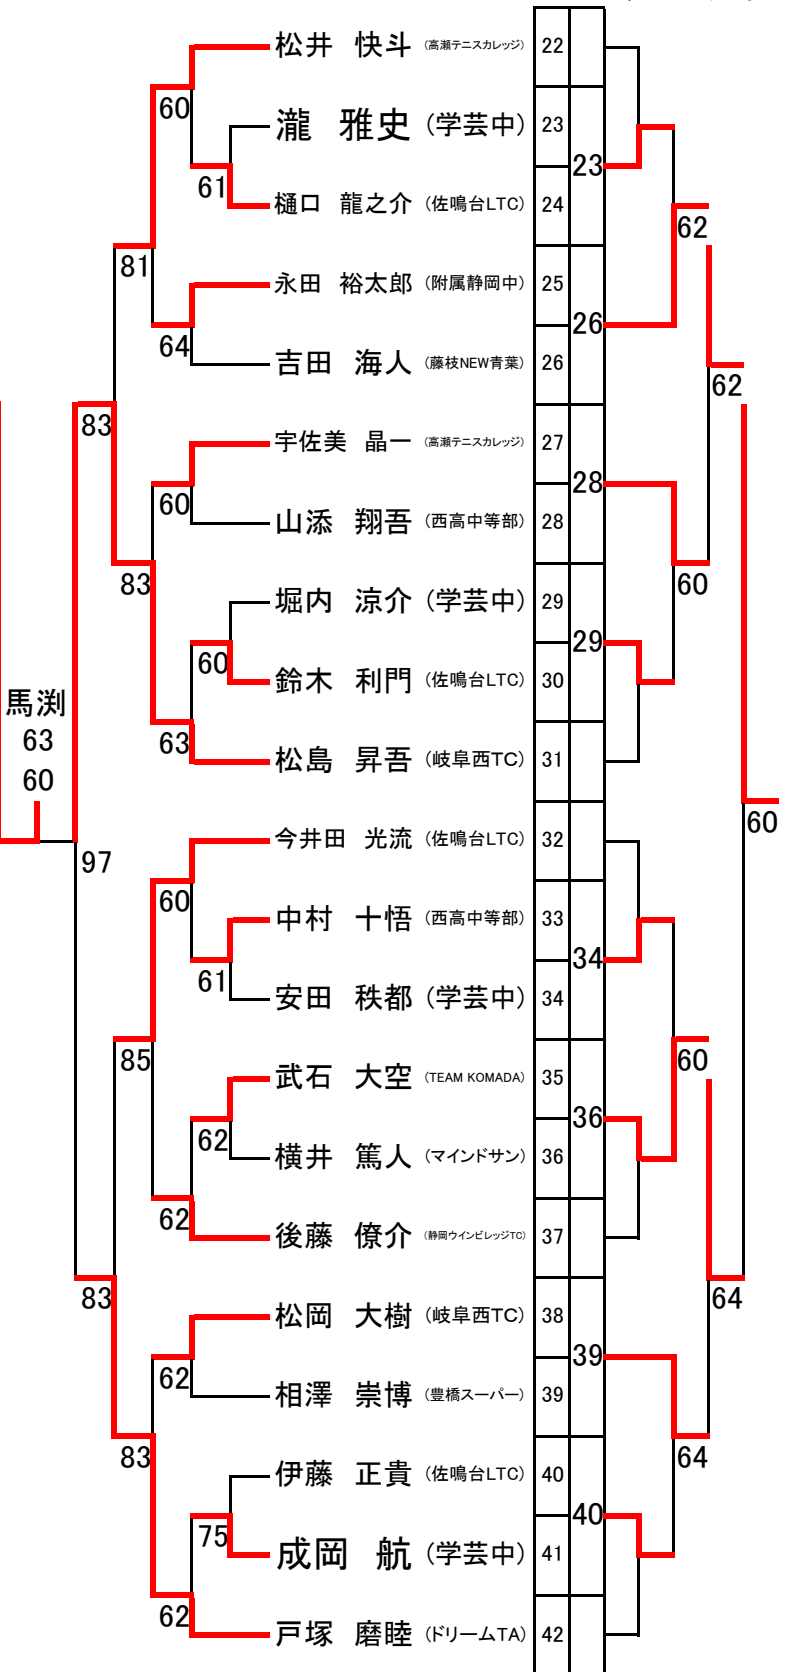 松井 快斗 (高瀬テニスカレッジ) 22
60
瀧 雅史 (学芸中) 23
23
61
樋口 龍之介 (佐鳴台LTC) 24
62
81
永田 裕太郎 (附属静岡中) 25
26
64
吉田 海人 (藤枝NEW青葉) 26
62
83
宇佐美 晶一 (高瀬テニスカレッジ) 27
28
60
山添 翔吾 (西高中等部) 28
83
60
堀内 涼介 (学芸中) 29
29
60
鈴木 利門 (佐鳴台LTC) 30
馬渕
63
63
松島 昇吾 (岐阜西TC) 31
60
60
今井田 光流 (佐鳴台LTC) 32
97
60
中村 十悟 (西高中等部) 33
34
61
安田 秩都 (学芸中) 34
85
60
武石 大空 (TEAM KOMADA) 35
36
62
横井 篤人 (マインドサン) 36
62
後藤 僚介 (静岡ウインビレッジTC) 37
83
64
松岡 大樹 (岐阜西TC) 38
39
62
相澤 崇博 (豊橋スーパー) 39
83
64
伊藤 正貴 (佐鳴台LTC) 40
40
75
成岡 航 (学芸中) 41
62
戸塚 磨睦 (ドリームTA) 42